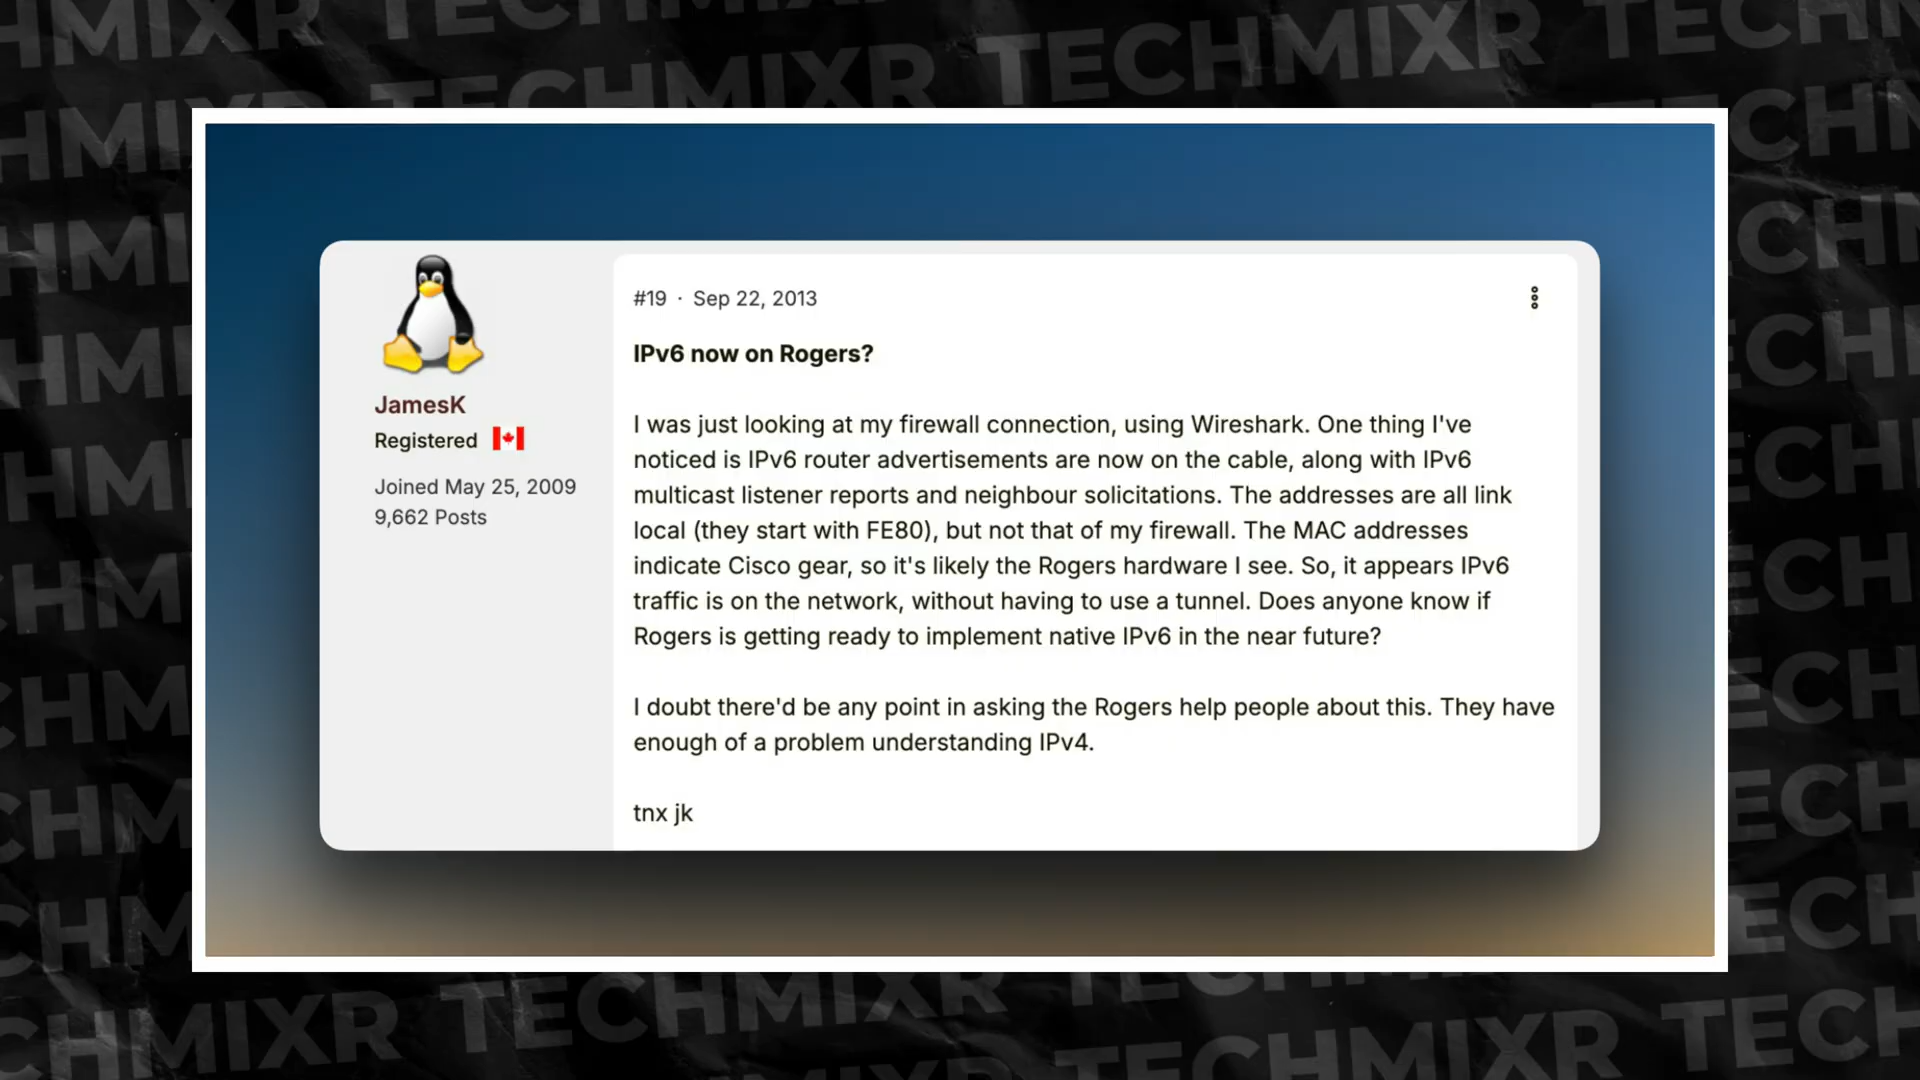 TECHMIXR
JamesK
Registered
Joined May 25, 2009
9,662 Posts
#19 · Sep 22, 2013
IPv6 now on Rogers?
I was just looking at my firewall connection, using Wireshark. One thing I've
noticed is IPv6 router advertisements are now on the cable, along with IPv6
multicast listener reports and neighbour solicitations. The addresses are all link
local (they start with FE80), but not that of my firewall. The MAC addresses
indicate Cisco gear, so it's likely the Rogers hardware I see. So, it appears IPv6
traffic is on the network, without having to use a tunnel. Does anyone know if
Rogers is getting ready to implement native IPv6 in the near future?
I doubt there'd be any point in asking the Rogers help people about this. They have
enough of a problem understanding IPv4.
tnx jk
TECHMIXR